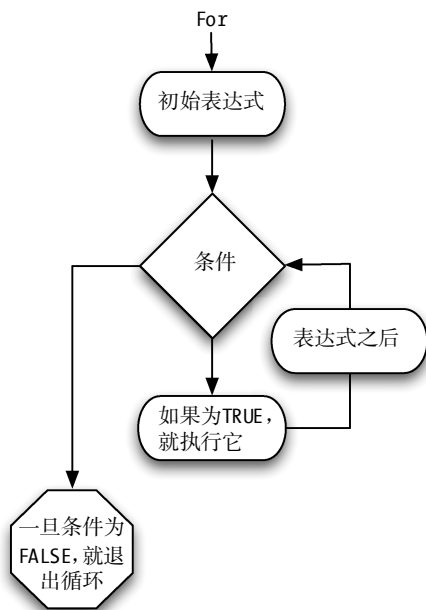 For
初始表达式
条件
表达式之后
如果为TRUE,
就执行它
一旦条件为
FALSE,就退
出循环